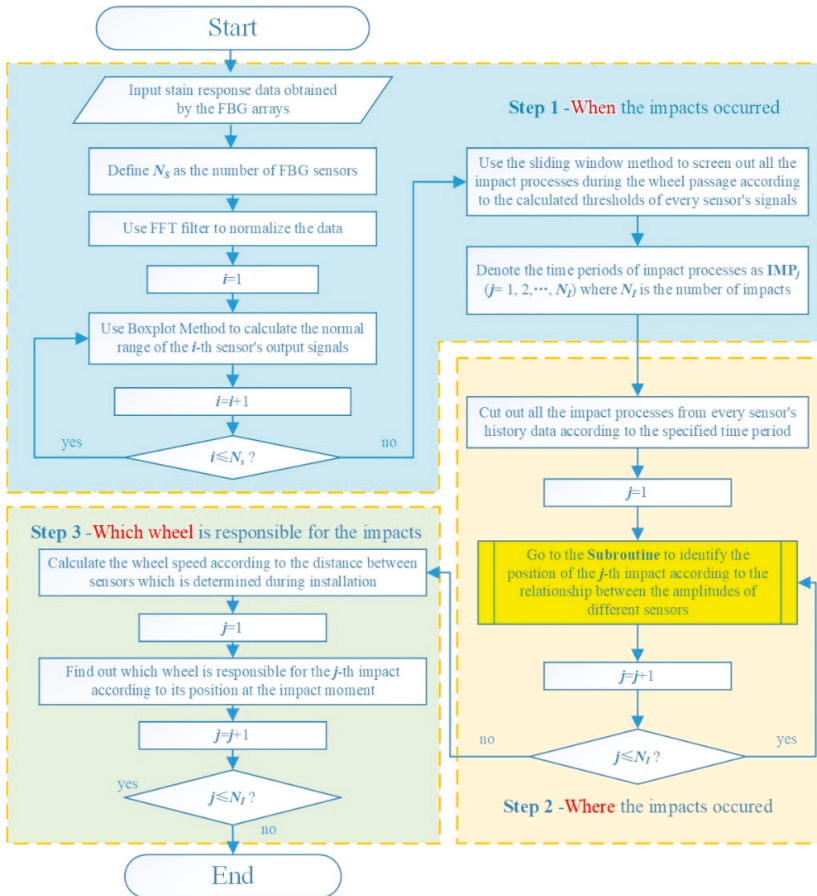 Start
Input stain response data obtained
by the FBG arrays
Define N_S as the number of FBG sensors
Use FFT filter to normalize the data
i=1
Use Boxplot Method to calculate the normal
range of the i-th sensor's output signals
i=i+1
yes
i≤N_s ?
no
Step 1 -When the impacts occurred
Use the sliding window method to screen out all the
impact processes during the wheel passage according
to the calculated thresholds of every sensor's signals
Denote the time periods of impact processes as IMP_j
(j= 1, 2,⋯, N_I) where N_I is the number of impacts
Cut out all the impact processes from every sensor's
history data according to the specified time period
j=1
Go to the Subroutine to identify the
position of the j-th impact according to the
relationship between the amplitudes of
different sensors
j=j+1
no
j≤N_I ?
yes
Step 2 -Where the impacts occured
Step 3 -Which wheel is responsible for the impacts
Calculate the wheel speed according to the distance between
sensors which is determined during installation
j=1
Find out which wheel is responsible for the j-th impact
according to its position at the impact moment
j=j+1
yes
j≤N_I ?
no
End